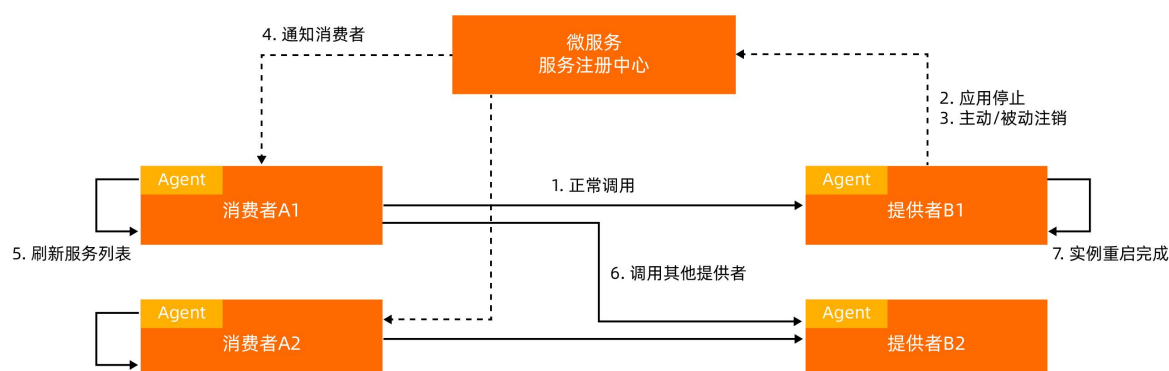 4. 通知消费者
微服务
服务注册中心
2. 应用停止
3. 主动/被动注销
Agent
消费者A1
1. 正常调用
Agent
提供者B1
5. 刷新服务列表
6. 调用其他提供者
7. 实例重启完成
Agent
消费者A2
Agent
提供者B2